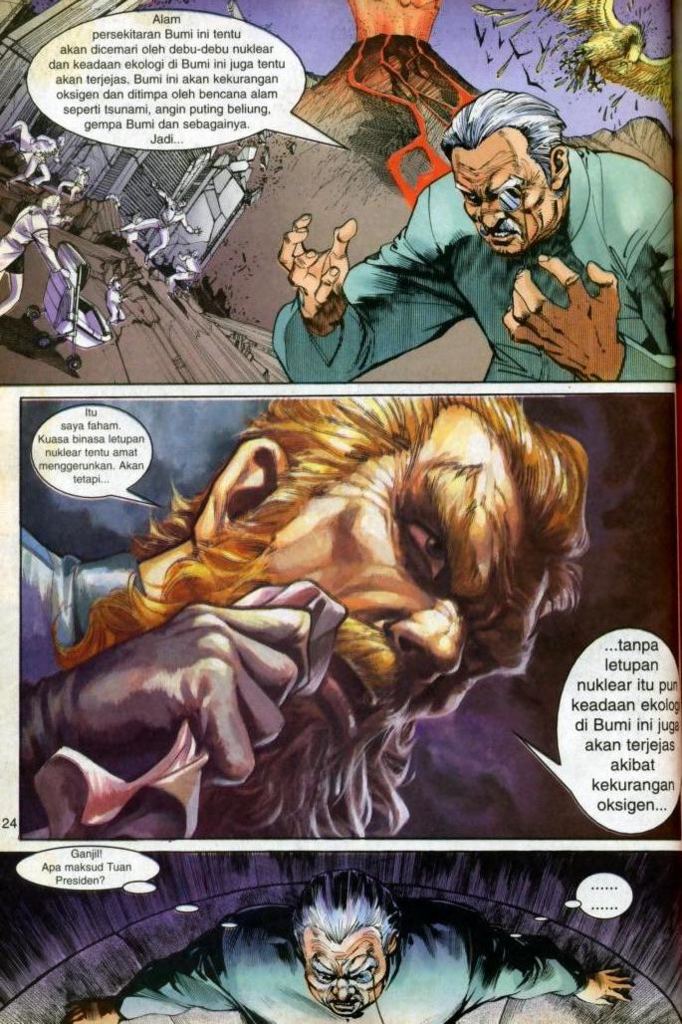 Alam
persekitaran Bumi ini tentu
akan dicemari oleh debu-debu nuklear
dan keadaan ekologi di Bumi ini juga tentu
akan terjejas. Bumi ini akan kekurangan
oksigen dan ditimpa oleh bencana alam
seperti tsunami, angin puting beliung,
gempa Bumi dan sebagainya.
Jadi...
Itu
saya faham.
Kuasa binasa letupan
nuklear tentu amat
menggerunkan. Akan
tetapi...
...tanpa
letupan
nuklear itu pun
keadaan ekologi
di Bumi ini juga
akan terjejas
akibat
kekurangan
oksigen...
24
Ganjil!
Apa maksud Tuan
Presiden?
......
......